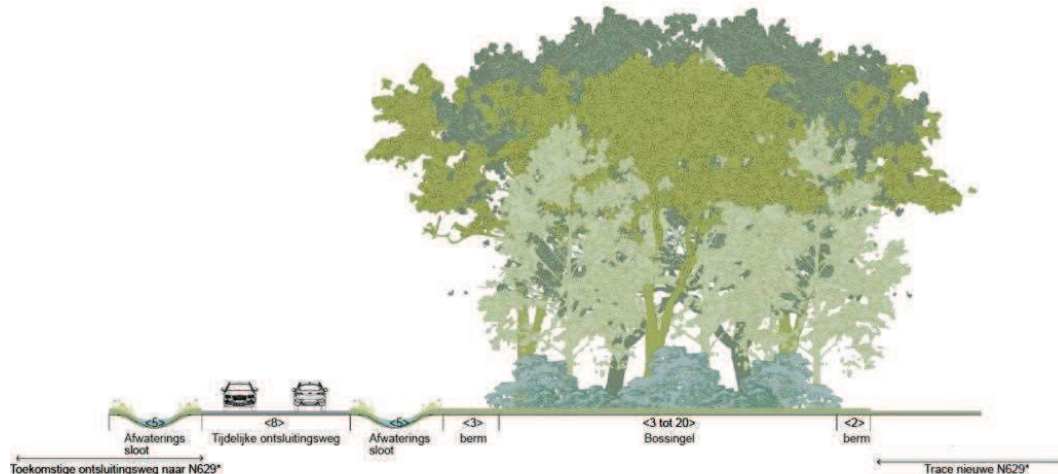 <5> <8> <5> <3> <3 tot 20> <2>
Afwaterings Tijdelijke ontsluitingsweg Afwaterings berm Bossingel berm
sloot sloot
Toekomstige ontsluitingsweg naar N629* Trace nieuwe N629*